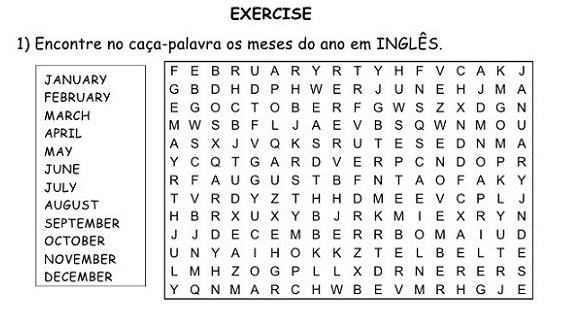 EXERCISE
1) Encontre no caça-palavra os meses do ano em INGLÊS.
JANUARY
FEBRUARY
MARCH
APRIL
MAY
JUNE
JULY
AUGUST
SEPTEMBER
OCTOBER
NOVEMBER
DECEMBER
F E B R U A R Y R T Y H F V C A K J
G B D H D P H W E R J U N E H J M A
E G O C T O B E R F G W S Z X D G N
M W S B F L J A E V B S Q W N M O U
A S X J V Q K S R U T E S E D N M A
Y C Q T G A R D V E R P C N D O P R
R F A U G U S T B F N T A O F A K Y
T V R D Y Z T H H D M E E V C P L J
H B R X U X Y B J R K M I E X R Y N
J J D E C E M B E R R B O M A I U D
U N Y A I H O K K Z T E L B E L T E
L M H Z O G P L L X D R N E R E R S
Y Q N M A R C H W B E V M R H G J E